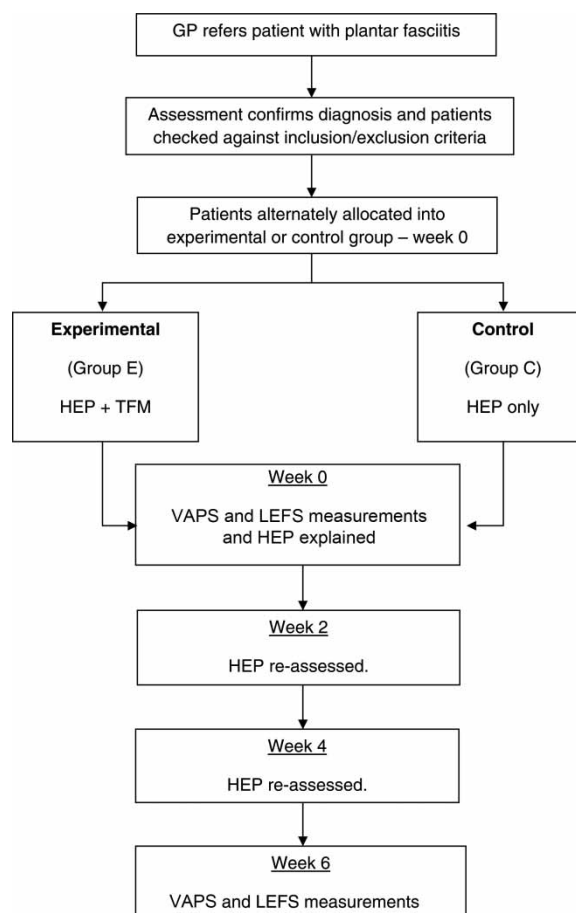 GP refers patient with plantar fasciitis
Assessment confirms diagnosis and patients
checked against inclusion/exclusion criteria
Patients alternately allocated into
experimental or control group – week 0
Experimental
(Group E)
HEP + TFM
Control
(Group C)
HEP only
Week 0
VAPS and LEFS measurements
and HEP explained
Week 2
HEP re-assessed.
Week 4
HEP re-assessed.
Week 6
VAPS and LEFS measurements